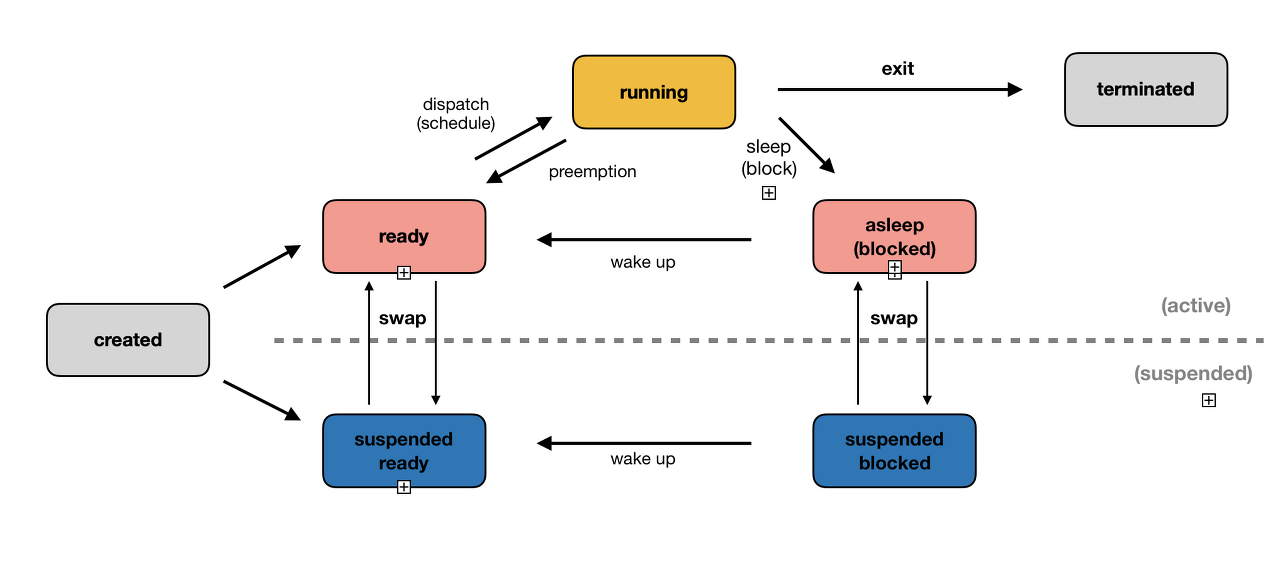 running
exit
terminated
dispatch
(schedule)
preemption
sleep
(block)
ready
asleep
(blocked)
wake up
created
swap
swap
(active)
(suspended)
suspended
ready
wake up
suspended
blocked